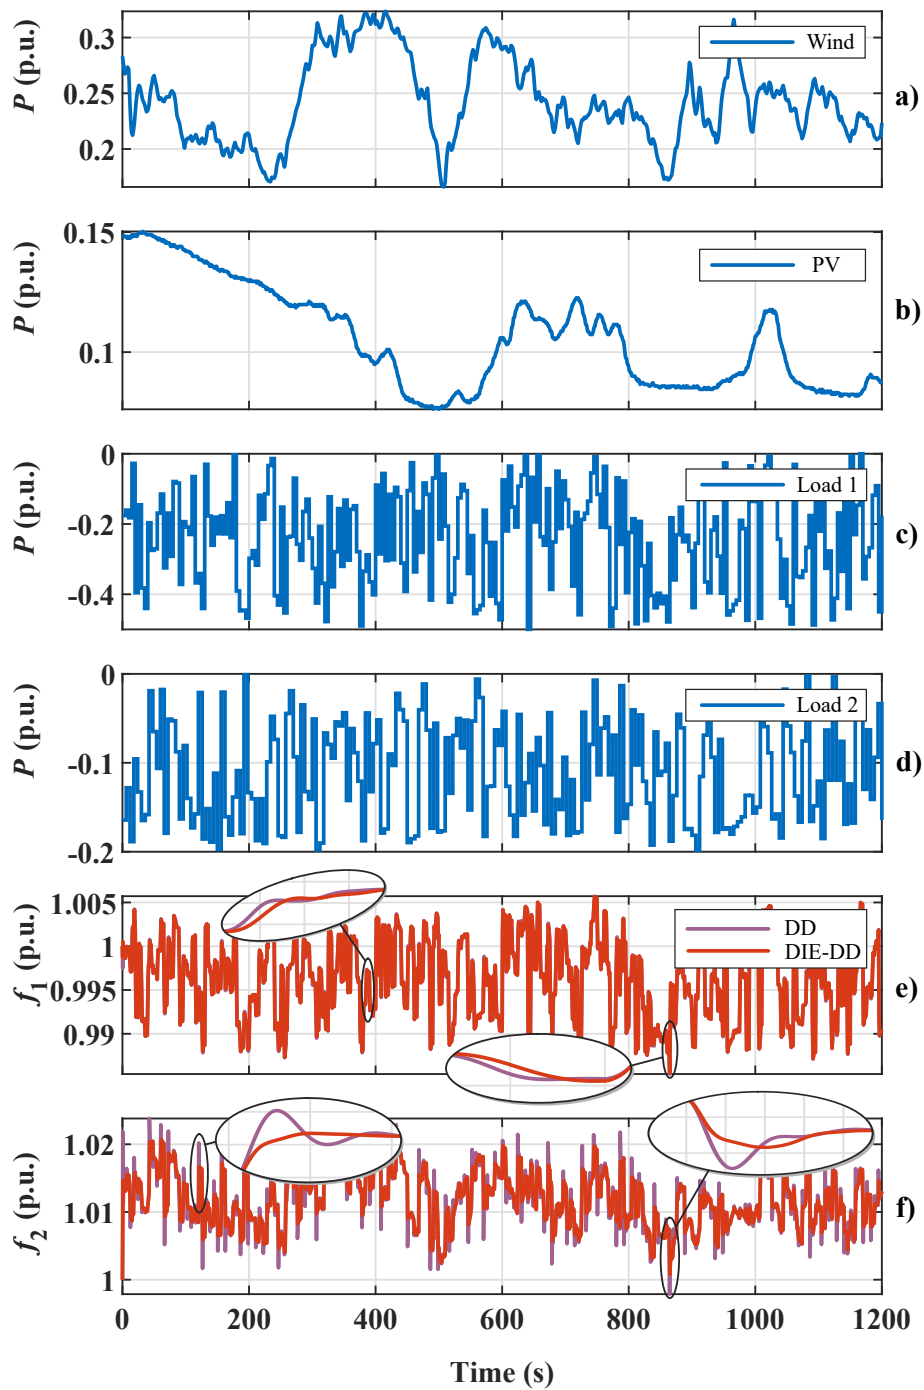 0.3
0.25
0.2
P (p.u.)
Wind
a)
0.15
0.1
P (p.u.)
PV
b)
0
-0.2
-0.4
P (p.u.)
Load 1
c)
0
-0.1
-0.2
P (p.u.)
Load 2
d)
1.005
1
0.995
0.99
f1 (p.u.)
DD
DIE-DD
e)
1.02
1.01
1
f2 (p.u.)
f)
0 200 400 600 800 1000 1200
Time (s)